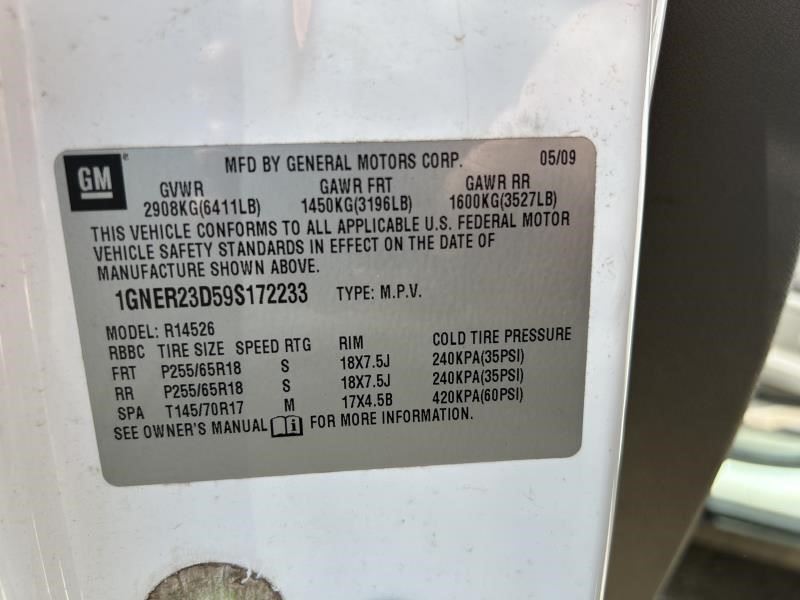 GM® MFD BY GENERAL MOTORS CORP. 05/09
GVWR GAWR FRT GAWR RR
2908KG(6411LB) 1450KG(3196LB) 1600KG(3527LB)
THIS VEHICLE CONFORMS TO ALL APPLICABLE U.S. FEDERAL MOTOR
VEHICLE SAFETY STANDARDS IN EFFECT ON THE DATE OF
MANUFACTURE SHOWN ABOVE.
1GNER23D59S172233 TYPE: M.P.V.
MODEL: R14526
RBBC TIRE SIZE SPEED RTG RIM COLD TIRE PRESSURE
FRT P255/65R18 S 18X7.5J 240KPA(35PSI)
RR P255/65R18 S 18X7.5J 240KPA(35PSI)
SPA T145/70R17 M 17X4.5B 420KPA(60PSI)
SEE OWNER'S MANUAL i FOR MORE INFORMATION.